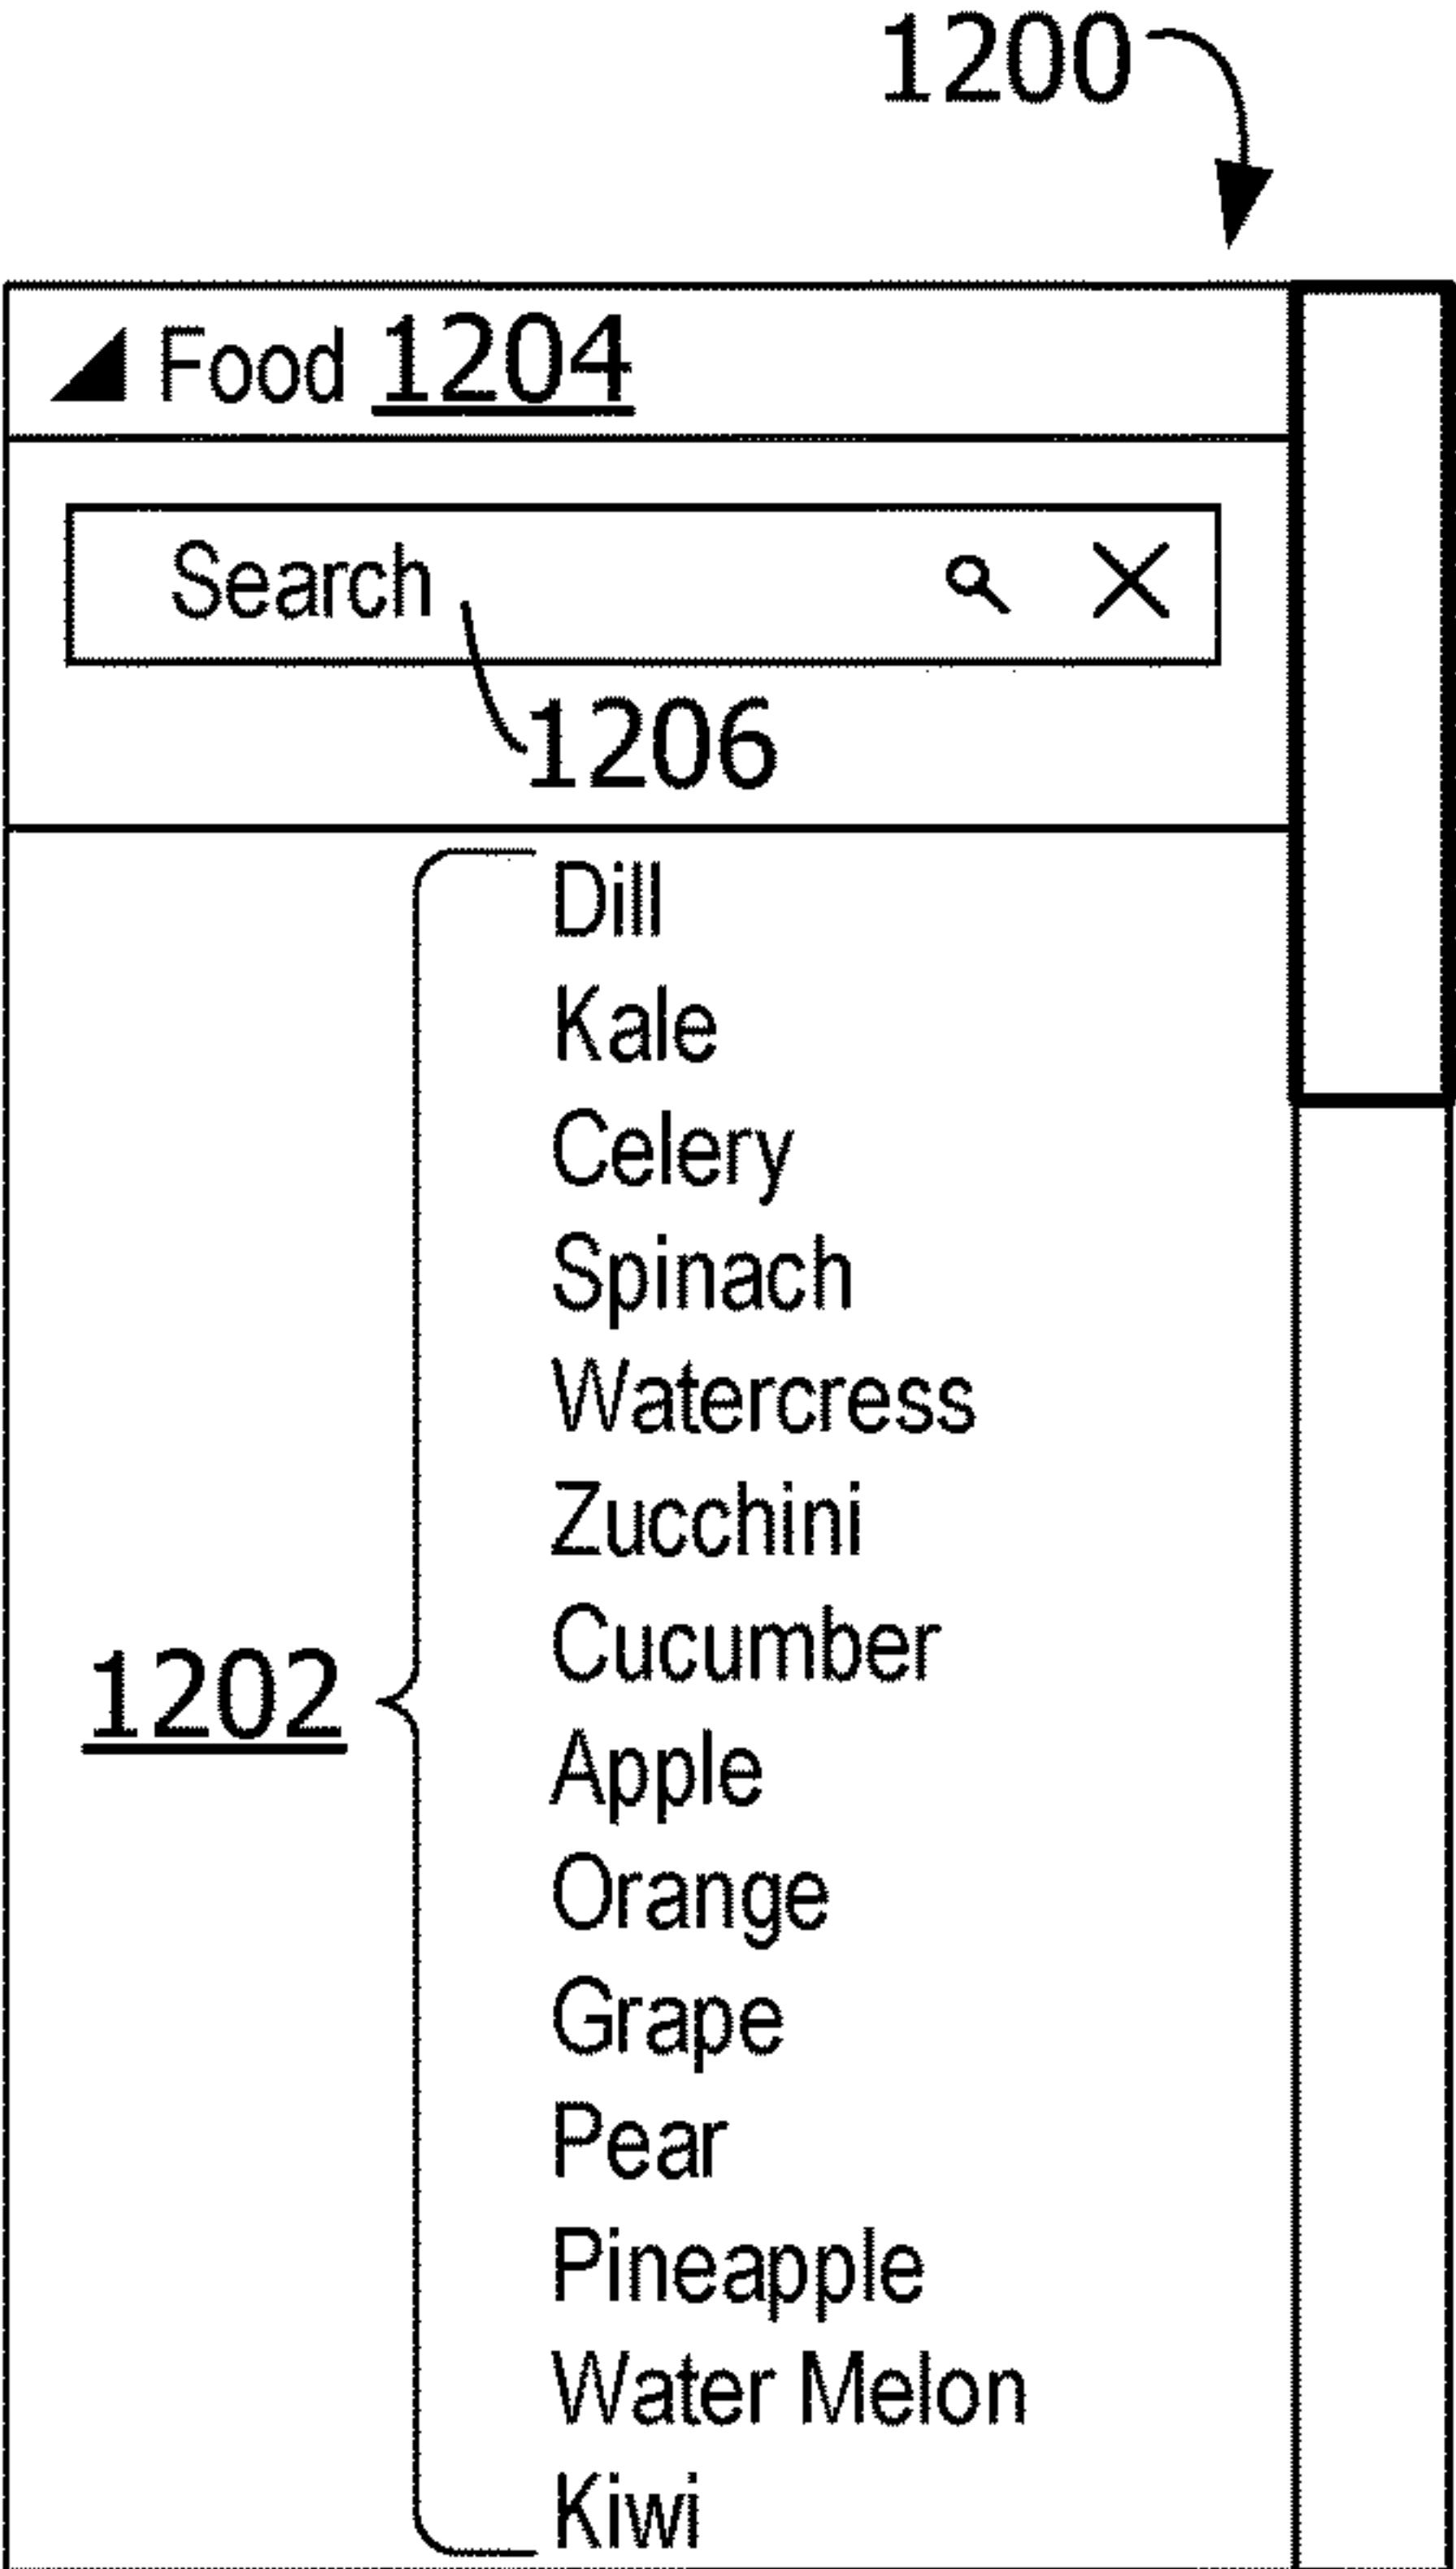 1200
Food 1204
Search
1206
Dill
Kale
Celery
Spinach
Watercress
Zucchini
Cucumber
1202
Apple
Orange
Grape
Pear
Pineapple
Water Melon
Kiwi